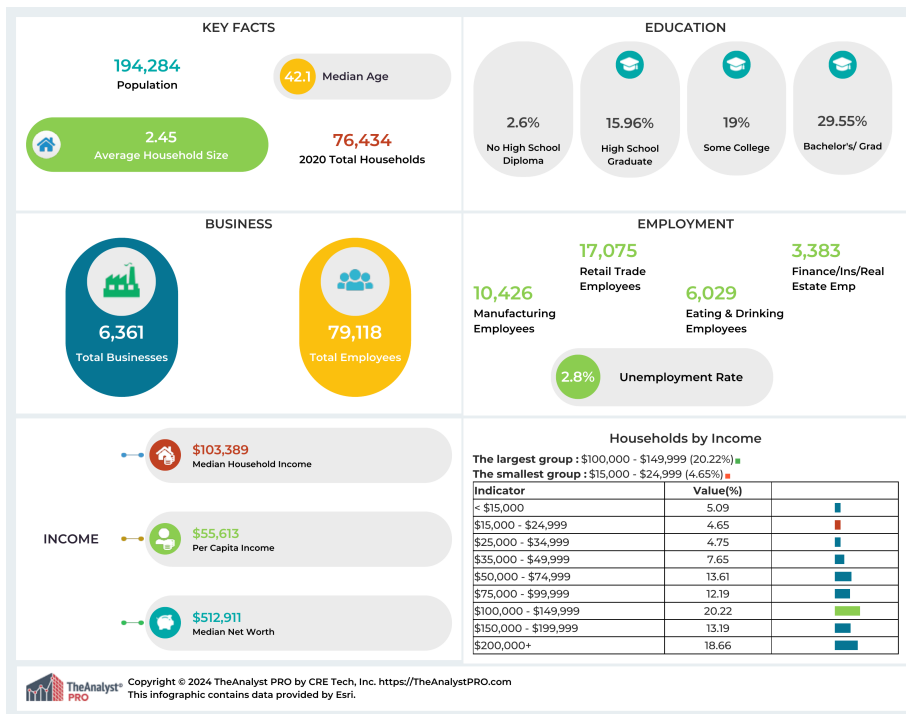 KEY FACTS
194,284
Population
42.1 Median Age
2.45
Average Household Size
76,434
2020 Total Households
EDUCATION
2.6%
No High School
Diploma
15.96%
High School
Graduate
19%
Some College
29.55%
Bachelor's/ Grad
BUSINESS
6,361
Total Businesses
79,118
Total Employees
EMPLOYMENT
10,426
Manufacturing
Employees
17,075
Retail Trade
Employees
6,029
Eating & Drinking
Employees
3,383
Finance/Ins/Real
Estate Emp
2.8% Unemployment Rate
INCOME
$103,389
Median Household Income
$55,613
Per Capita Income
$512,911
Median Net Worth
Households by Income
The largest group : $100,000 - $149,999 (20.22%)
The smallest group : $15,000 - $24,999 (4.65%)
Indicator Value(%)
< $15,000 5.09
$15,000 - $24,999 4.65
$25,000 - $34,999 4.75
$35,000 - $49,999 7.65
$50,000 - $74,999 13.61
$75,000 - $99,999 12.19
$100,000 - $149,999 20.22
$150,000 - $199,999 13.19
$200,000+ 18.66
TheAnalyst®
PRO
Copyright © 2024 TheAnalyst PRO by CRE Tech, Inc. https://TheAnalystPRO.com
This infographic contains data provided by Esri.